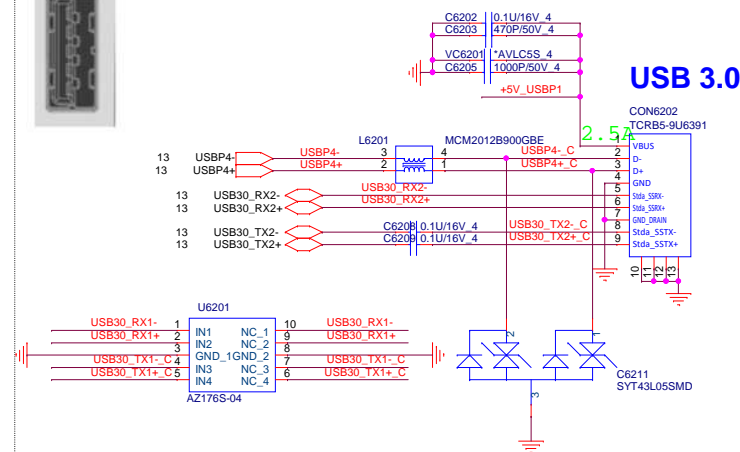 C6202 0.1U/16V_4
C6203 470P/50V_4
VC6201 *AVLC5S_4
C6205 1000P/50V_4
+5V_USBP1
USB 3.0
CON6202
TCRB5-9U6391
2.5A
1 VBUS
2 D-
3 D+
4 GND
5 Stda_SSRX-
6 Stda_SSRX+
7 GND_DRAIN
8 Stda_SSTX-
9 Stda_SSTX+
10 11 12 13
L6201 MCM2012B900GBE
13 USBP4- USBP4- 3 4 USBP4-_C
13 USBP4+ USBP4+ 2 1 USBP4+_C
13 USB30_RX2- USB30_RX2-
13 USB30_RX2+ USB30_RX2+
13 USB30_TX2- C6208 0.1U/16V_4 USB30_TX2-_C
13 USB30_TX2+ C6209 0.1U/16V_4 USB30_TX2+_C
U6201
USB30_RX1- 1 IN1 NC_1 10 USB30_RX1-
USB30_RX1+ 2 IN2 NC_2 9 USB30_RX1+
3 GND_1 GND_2 8
USB30_TX1-_C 4 IN3 NC_3 7 USB30_TX1-_C
USB30_TX1+_C 5 IN4 NC_4 6 USB30_TX1+_C
AZ176S-04
2 1
3
C6211
SYT43L05SMD